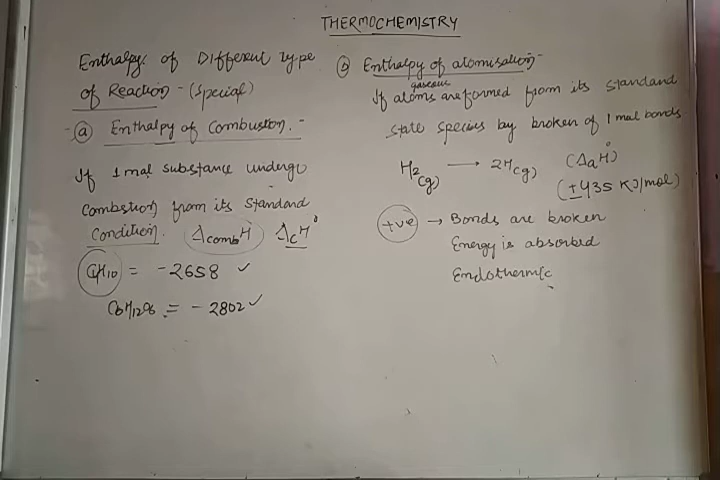 THERMOCHEMISTRY
Enthalpy of Different type
of Reaction - (Special)
(a) Enthalpy of Combustion. -
If 1 mol substance undergo
Combustion from its Standard
Condition. ΔcombH ΔcH°
C4H10 = -2658 ✓
C6H12O6 = - 2802 ✓
(b) Enthalpy of atomisation -
gaseous
If atoms are formed from its standard
state species by broken of 1 mol bonds
H2(g) → 2H(g) (ΔaH°)
(+435 KJ/mol)
+ve → Bonds are broken
Energy is absorbed
Endothermic